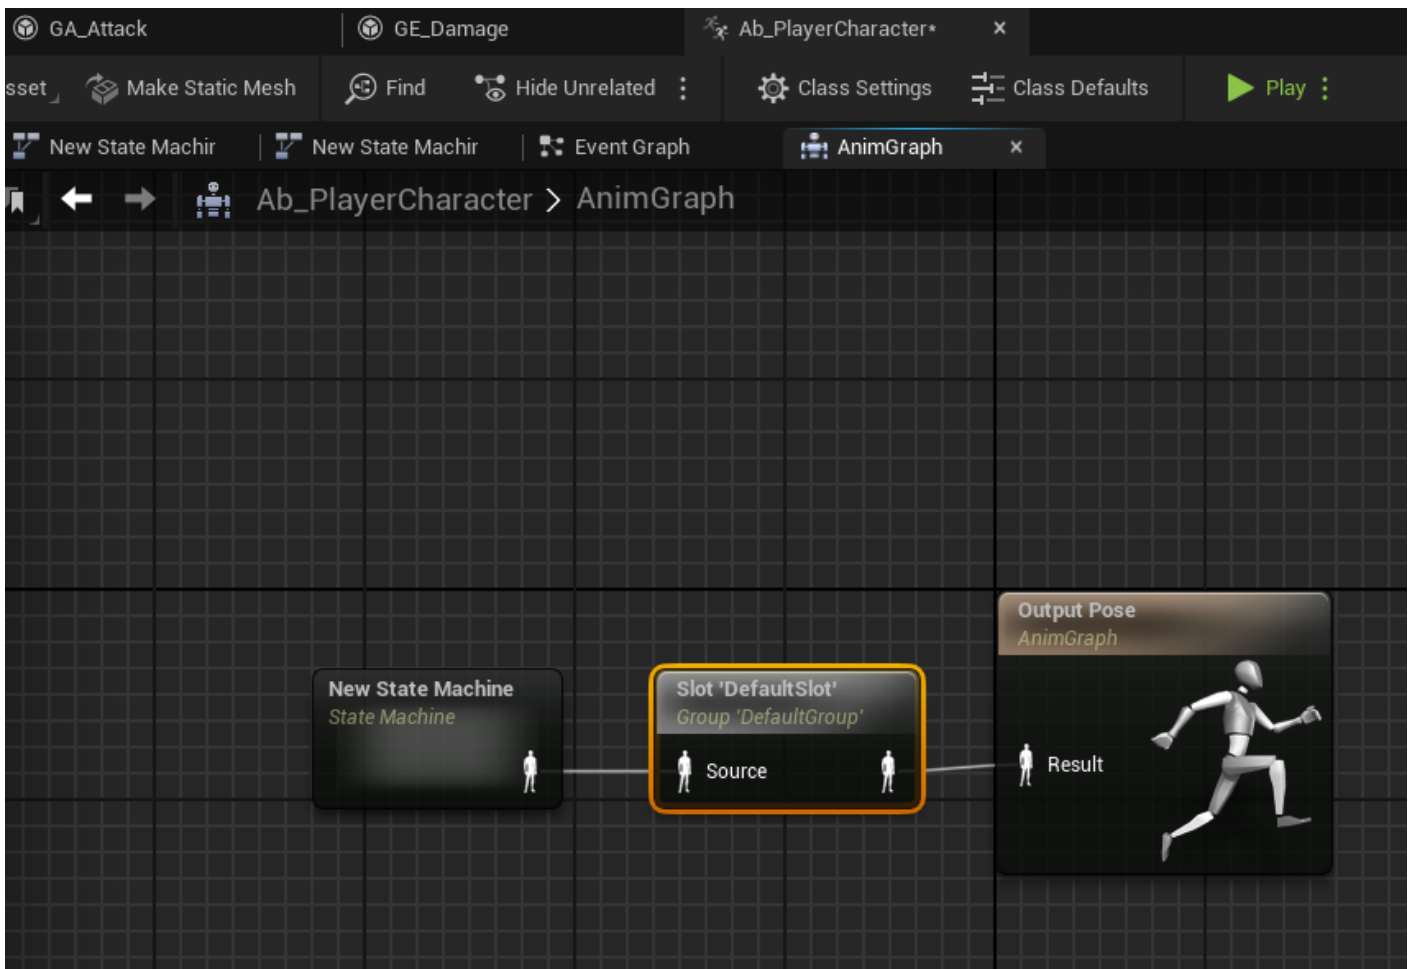 GA_Attack
GE_Damage
Ab_PlayerCharacter*
sset
Make Static Mesh
Find
Hide Unrelated
Class Settings
Class Defaults
Play
New State Machir
New State Machir
Event Graph
AnimGraph
Ab_PlayerCharacter > AnimGraph
Output Pose
AnimGraph
New State Machine
State Machine
Slot 'DefaultSlot'
Group 'DefaultGroup'
Source
Result